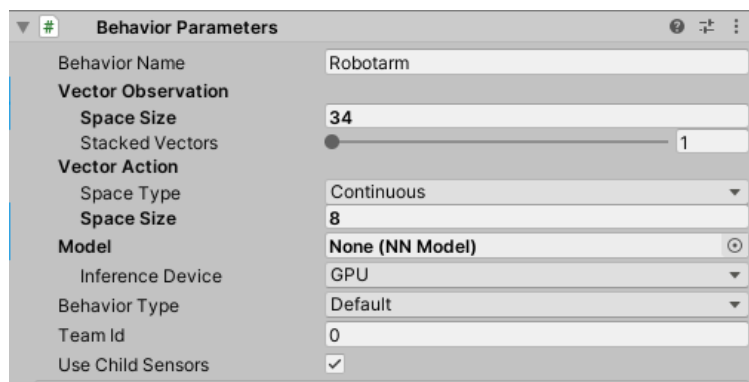 # Behavior Parameters
Behavior Name Robotarm
Vector Observation
Space Size 34
Stacked Vectors 1
Vector Action
Space Type Continuous
Space Size 8
Model None (NN Model)
Inference Device GPU
Behavior Type Default
Team Id 0
Use Child Sensors